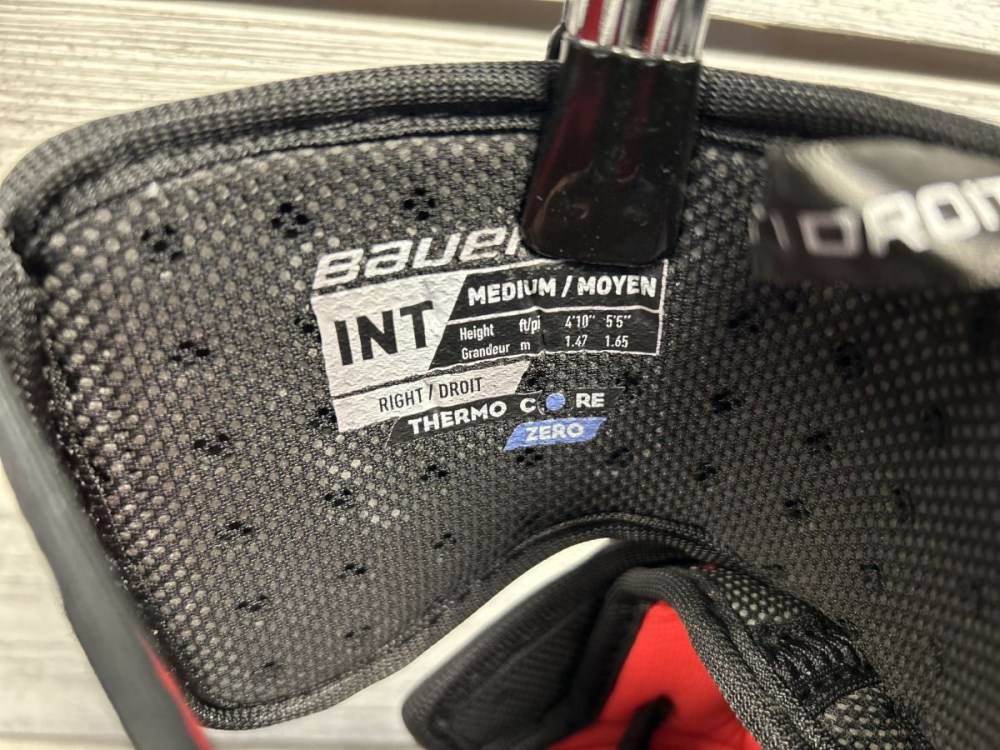 BAUER
INT
MEDIUM / MOYEN
Height ft/pi 4'10" 5'5"
Grandeur m 1.47 1.65
RIGHT / DROIT
THERMO CORE
ZERO
DROIT